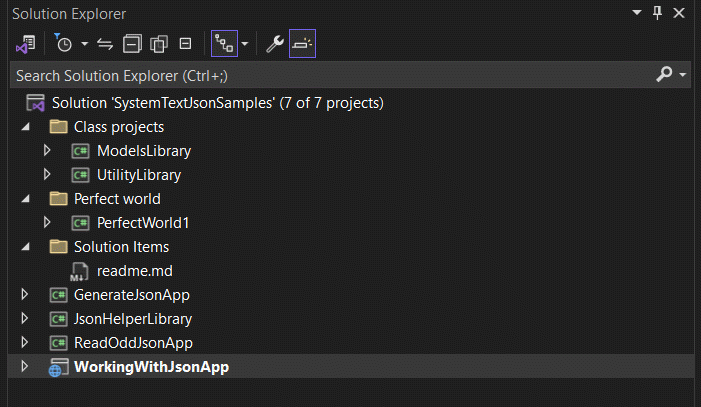 Solution Explorer
Search Solution Explorer (Ctrl+;)
Solution 'SystemTextJsonSamples' (7 of 7 projects)
Class projects
C# ModelsLibrary
C# UtilityLibrary
Perfect world
C# PerfectWorld1
Solution Items
M readme.md
C# GenerateJsonApp
C# JsonHelperLibrary
C# ReadOddJsonApp
WorkingWithJsonApp